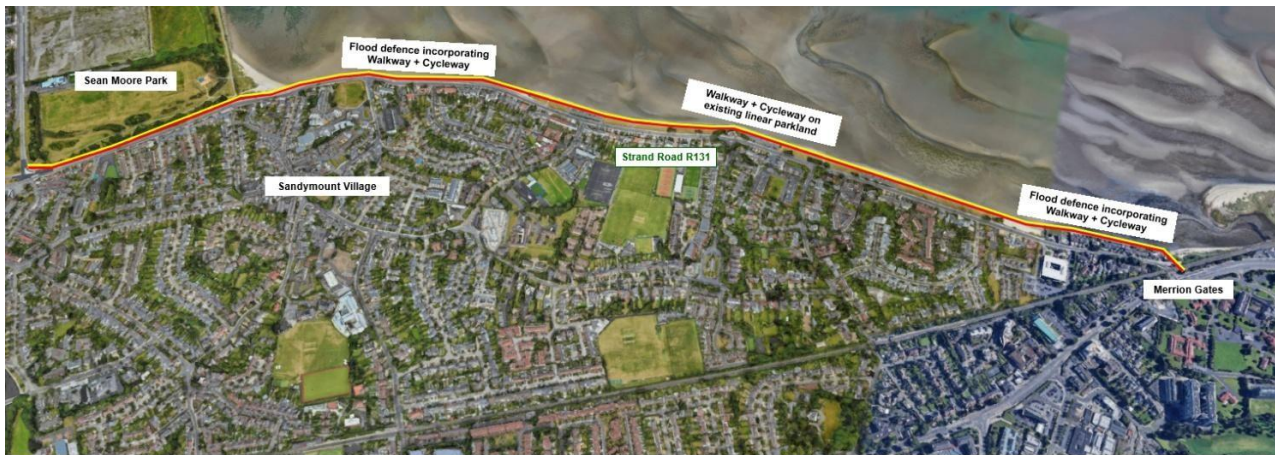 Flood defence incorporating
Walkway + Cycleway
Sean Moore Park
Walkway + Cycleway on
existing linear parkland
Strand Road R131
Sandymount Village
Flood defence incorporating
Walkway + Cycleway
Merrion Gates